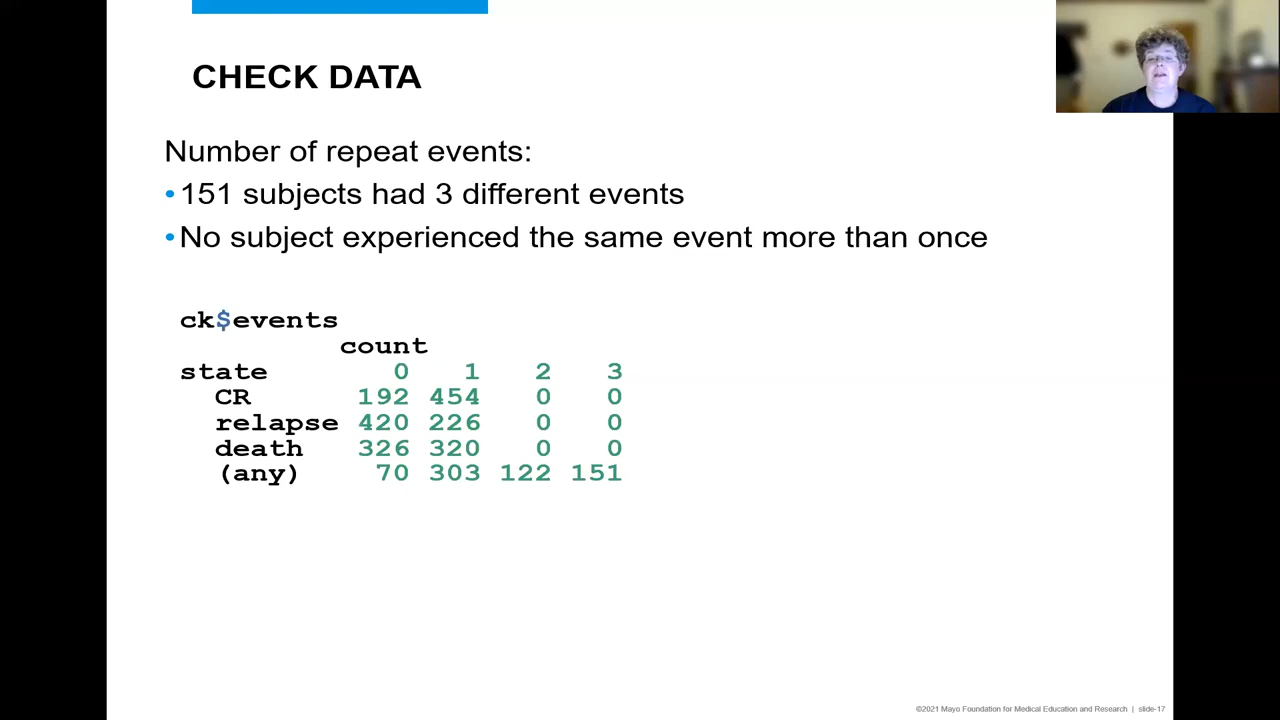 CHECK DATA
Number of repeat events:
•151 subjects had 3 different events
•No subject experienced the same event more than once
ck$events
count
state 0 1 2 3
CR 192 454 0 0
relapse 420 226 0 0
death 326 320 0 0
(any) 70 303 122 151
©2021 Mayo Foundation for Medical Education and Research | slide-17